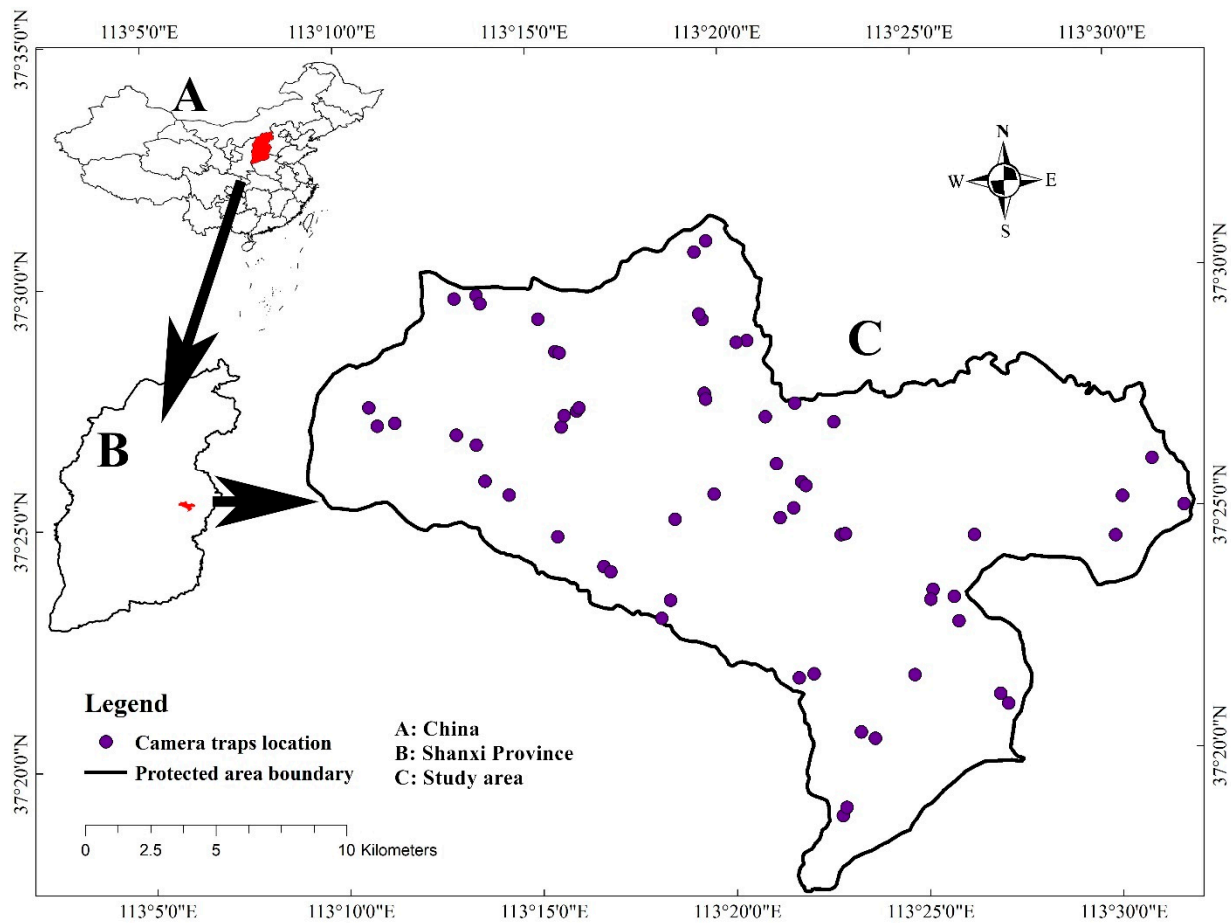 113°5'0"E 113°10'0"E 113°15'0"E 113°20'0"E 113°25'0"E 113°30'0"E
37°35'0"N
A
N
W E
S
37°30'0"N
37°30'0"N
C
B
37°25'0"N
37°25'0"N
Legend
Camera traps location
Protected area boundary
A: China
B: Shanxi Province
C: Study area
37°20'0"N
37°20'0"N
0 2.5 5 10 Kilometers
113°5'0"E 113°10'0"E 113°15'0"E 113°20'0"E 113°25'0"E 113°30'0"E